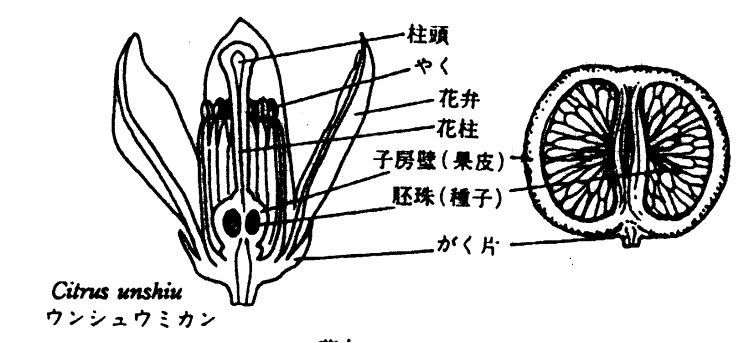 柱頭
やく
花弁
花柱
子房壁(果皮)
胚珠(種子)
がく片
Citrus unshiu
ウンシュウミカン